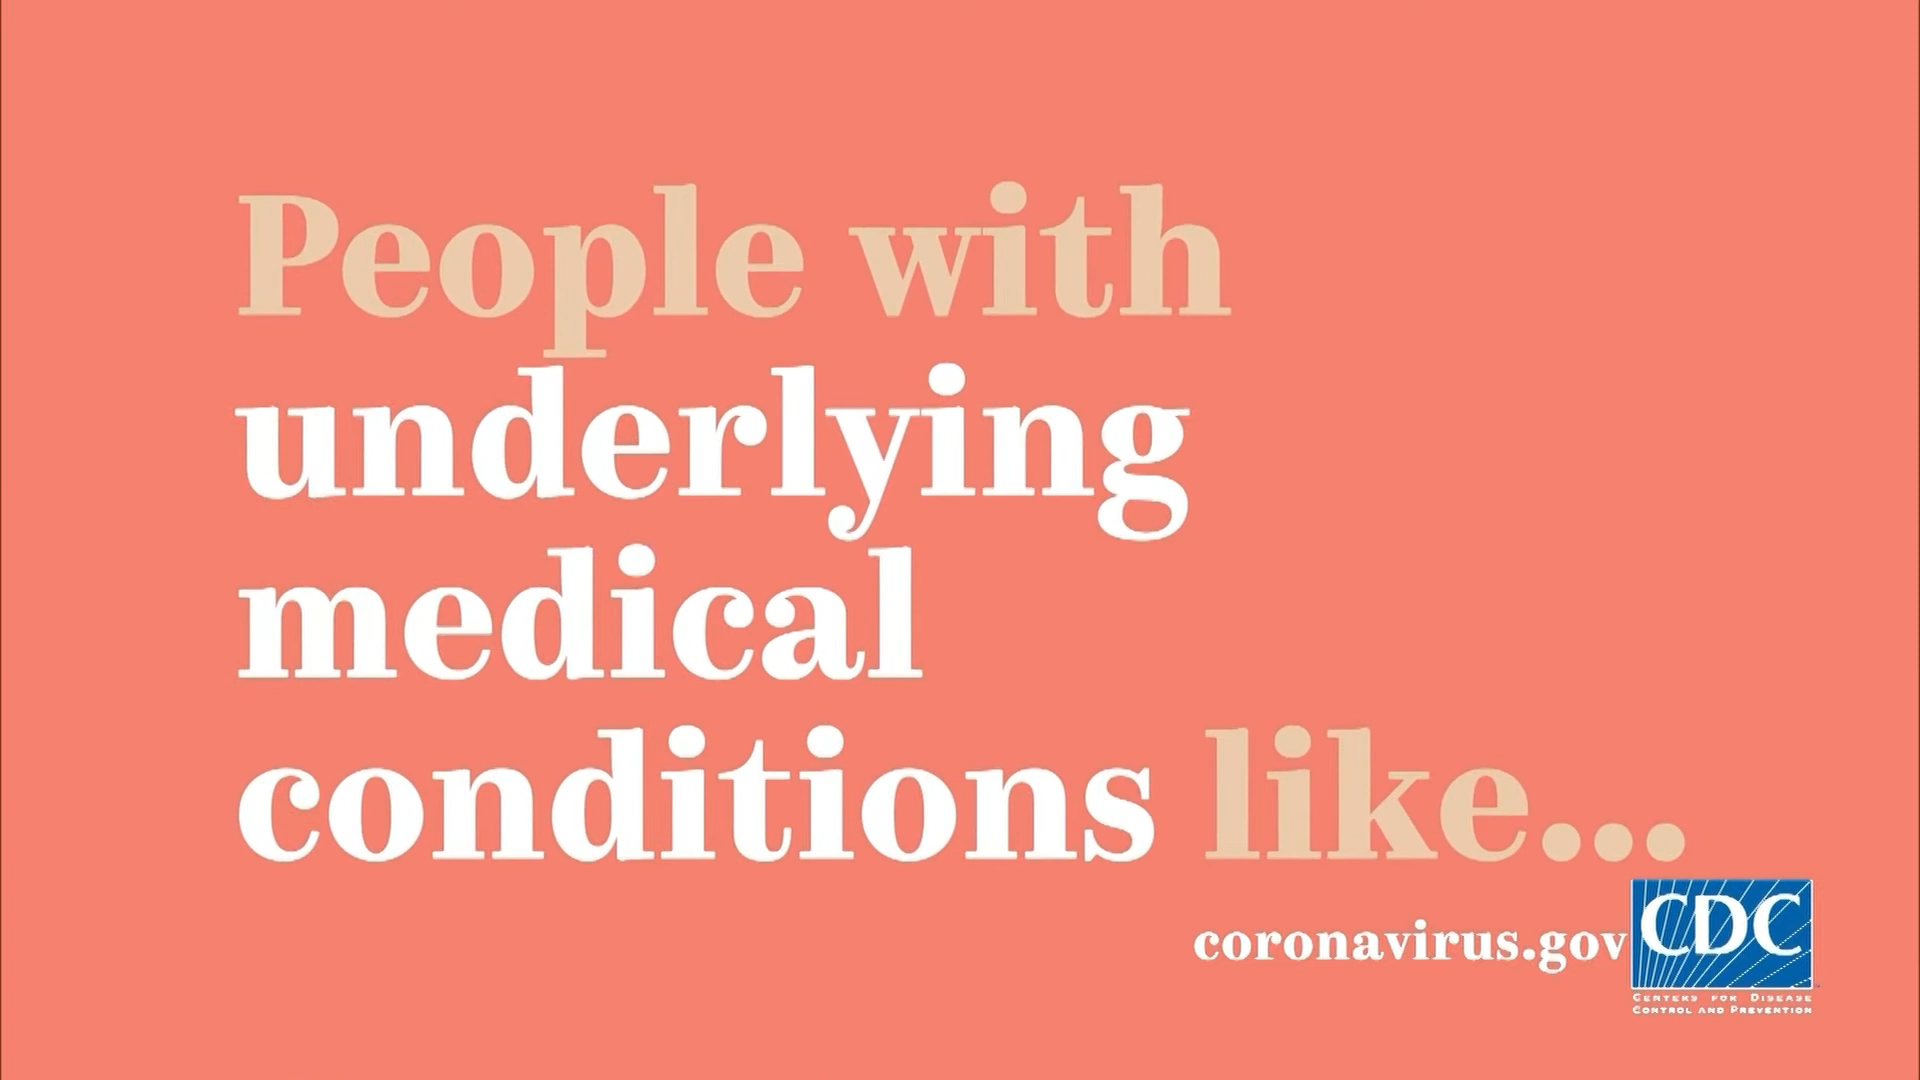 People with
underlying
medical
conditions like...
coronavirus.gov
CDC
CENTERS FOR DISEASE
CONTROL AND PREVENTION